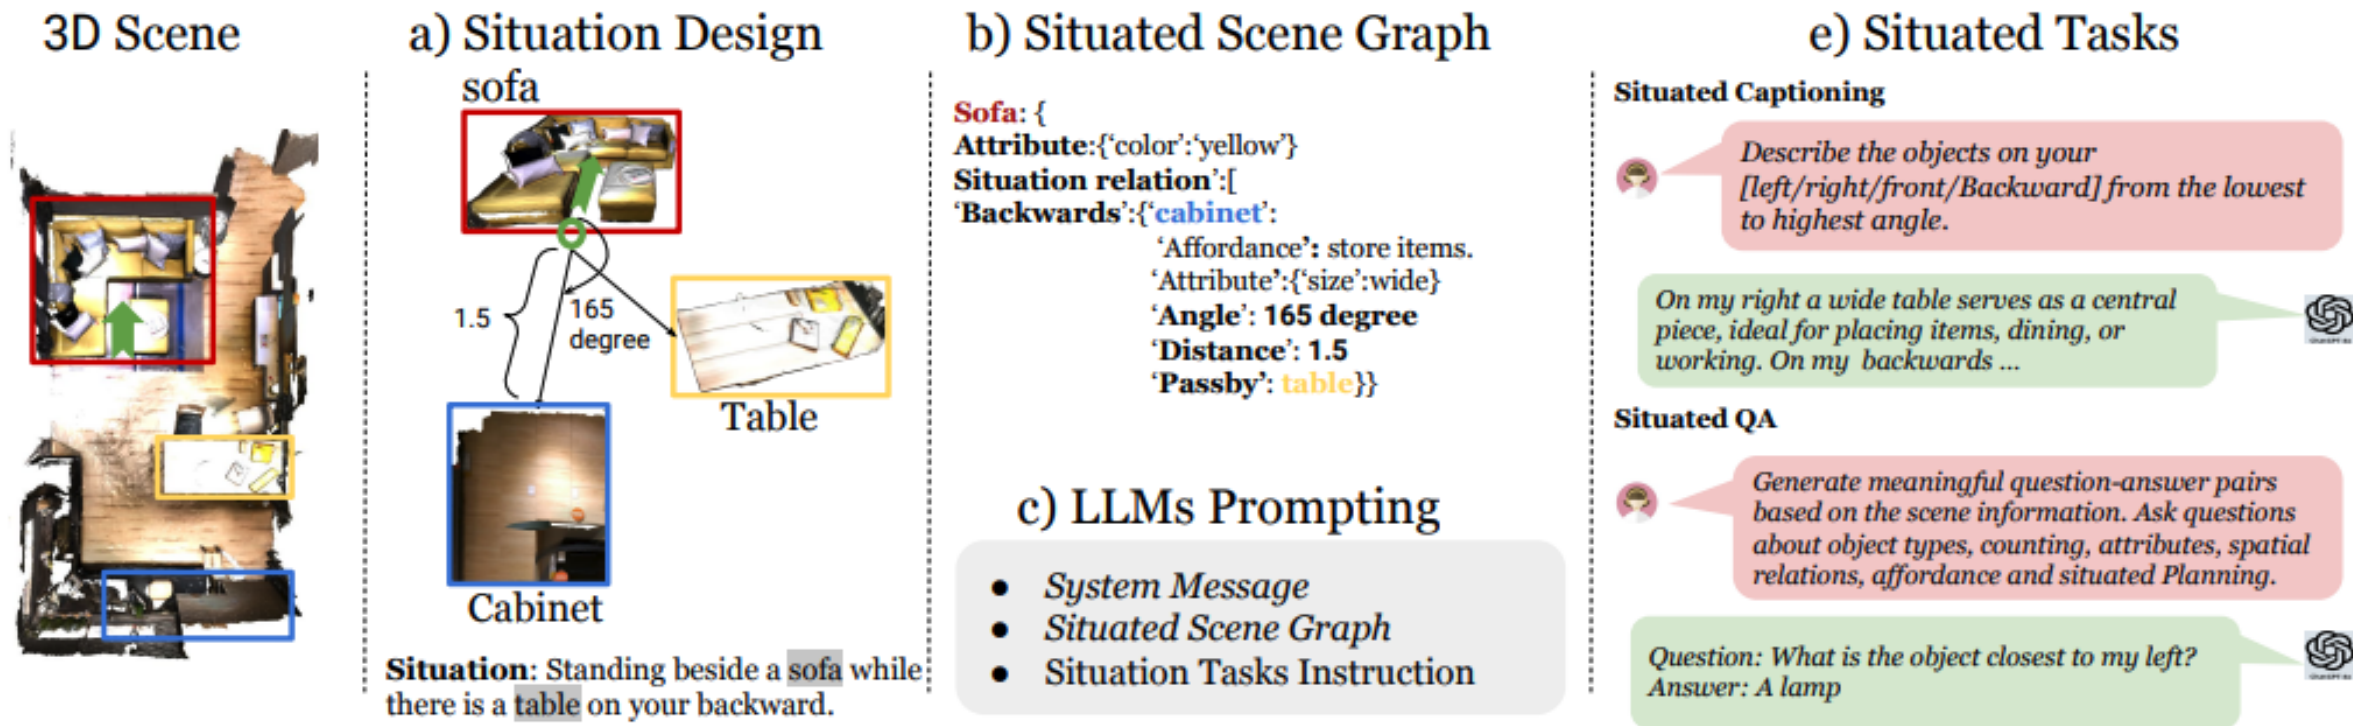 3D Scene
a) Situation Design
sofa
1.5
165
degree
Table
Cabinet
Situation: Standing beside a sofa while
there is a table on your backward.
b) Situated Scene Graph
Sofa: {
Attribute:{‘color’:‘yellow’}
Situation relation’:[
‘Backwards’:{‘cabinet’:
‘Affordance’: store items.
‘Attribute’:{‘size’:wide}
‘Angle’: 165 degree
‘Distance’: 1.5
‘Passby’: table}}
c) LLMs Prompting
● System Message
● Situated Scene Graph
● Situation Tasks Instruction
e) Situated Tasks
Situated Captioning
Describe the objects on your
[left/right/front/Backward] from the lowest
to highest angle.
On my right a wide table serves as a central
piece, ideal for placing items, dining, or
working. On my backwards ...
Situated QA
Generate meaningful question-answer pairs
based on the scene information. Ask questions
about object types, counting, attributes, spatial
relations, affordance and situated Planning.
Question: What is the object closest to my left?
Answer: A lamp